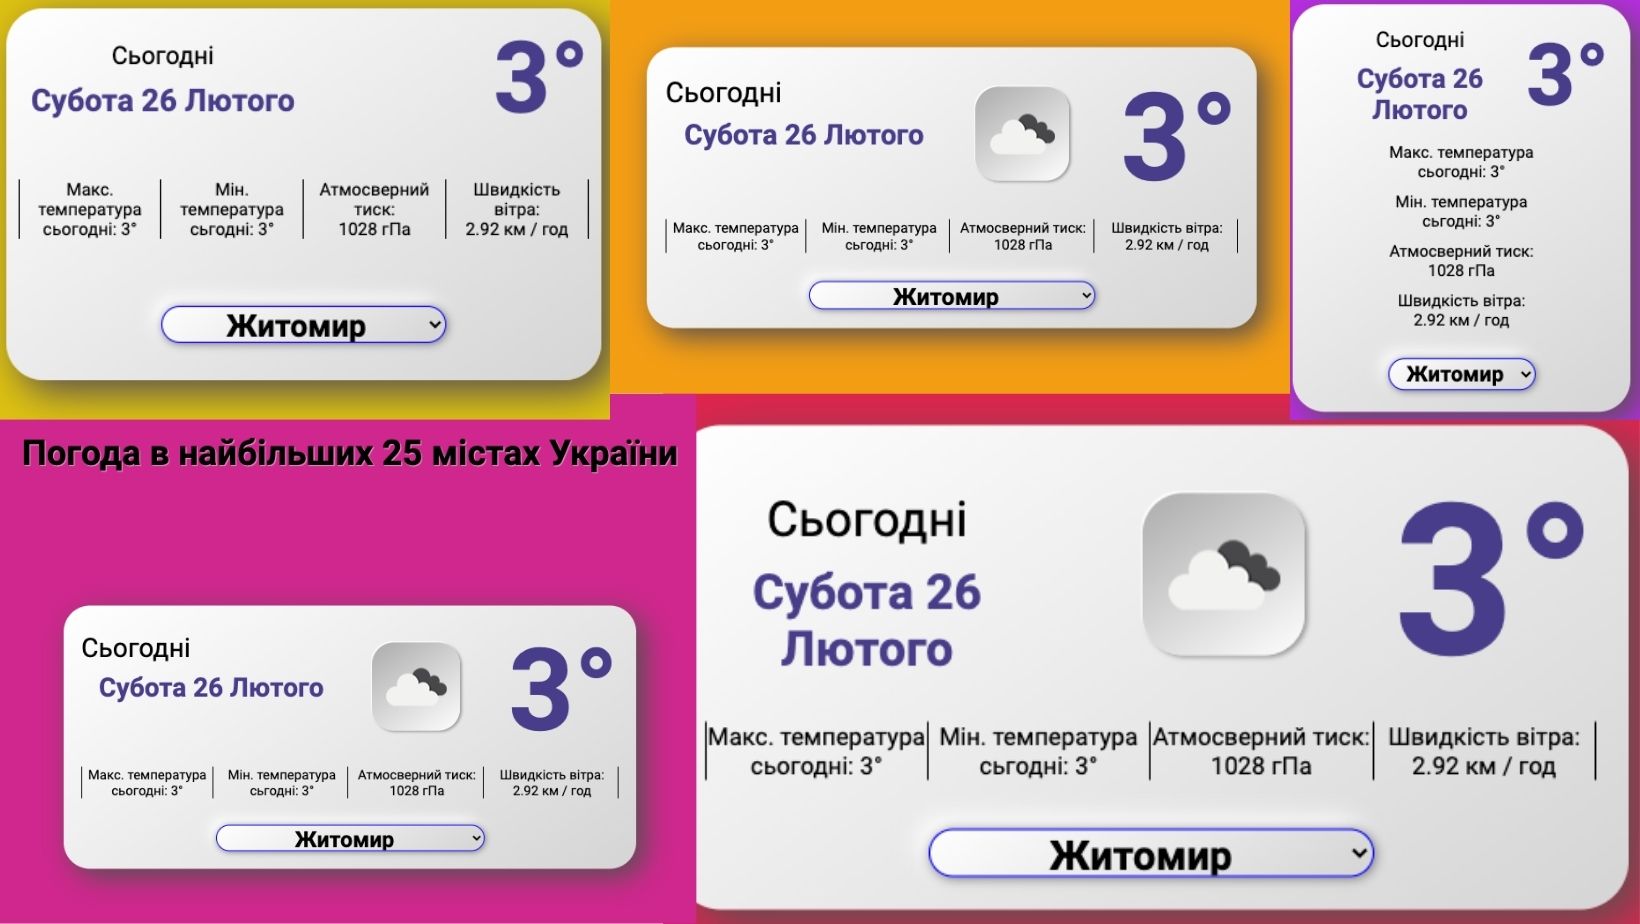 Сьогодні
Субота 26 Лютого
3°
Макс.
температура
сьогодні: 3°
Мін.
температура
сьгодні: 3°
Атмосверний
тиск:
1028 гПа
Швидкість
вітра:
2.92 км / год
Житомир
Сьогодні
Субота 26 Лютого
3°
Макс. температура
сьогодні: 3°
Мін. температура
сьгодні: 3°
Атмосверний тиск:
1028 гПа
Швидкість вітра:
2.92 км / год
Житомир
Сьогодні
Субота 26
Лютого
3°
Макс. температура
сьогодні: 3°
Мін. температура
сьгодні: 3°
Атмосверний тиск:
1028 гПа
Швидкість вітра:
2.92 км / год
Житомир
Погода в найбільших 25 містах України
Сьогодні
Субота 26 Лютого
3°
Макс. температура
сьогодні: 3°
Мін. температура
сьгодні: 3°
Атмосверний тиск:
1028 гПа
Швидкість вітра:
2.92 км / год
Житомир
Сьогодні
Субота 26
Лютого
3°
Макс. температура
сьогодні: 3°
Мін. температура
сьгодні: 3°
Атмосверний тиск:
1028 гПа
Швидкість вітра:
2.92 км / год
Житомир